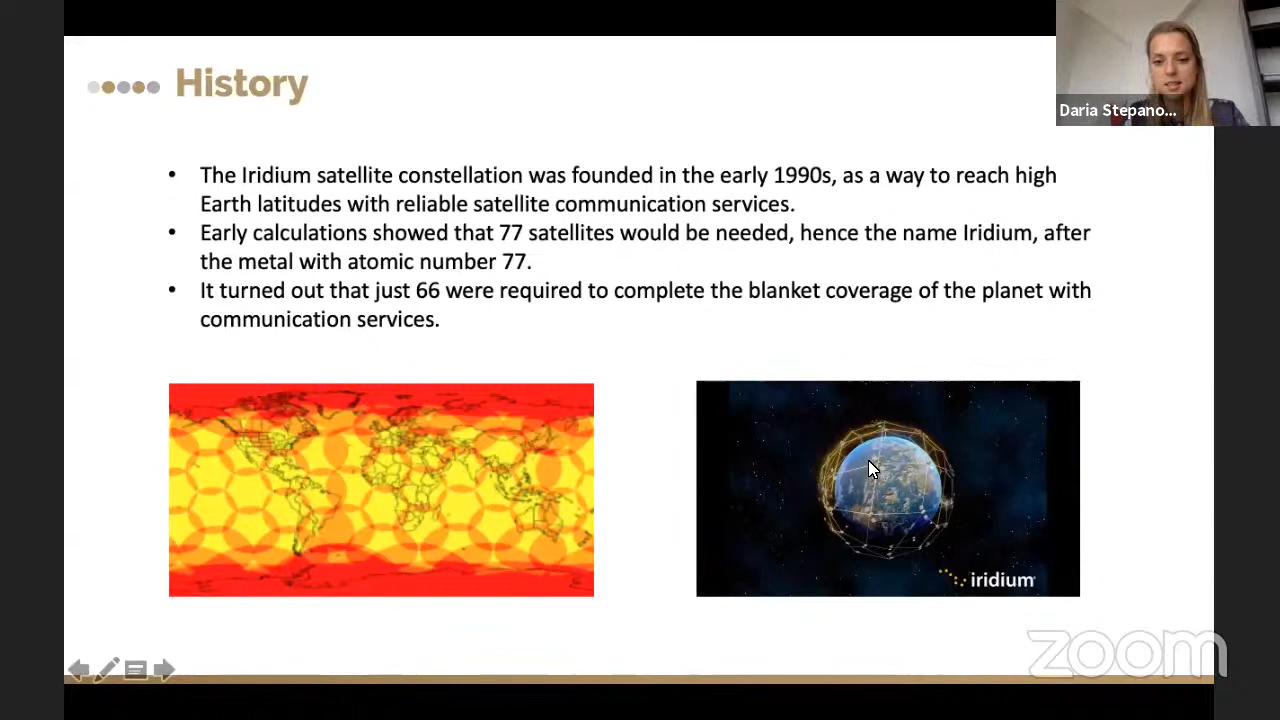 History
Daria Stepano...
• The Iridium satellite constellation was founded in the early 1990s, as a way to reach high
Earth latitudes with reliable satellite communication services.
• Early calculations showed that 77 satellites would be needed, hence the name Iridium, after
the metal with atomic number 77.
• It turned out that just 66 were required to complete the blanket coverage of the planet with
communication services.
iridium
zoom